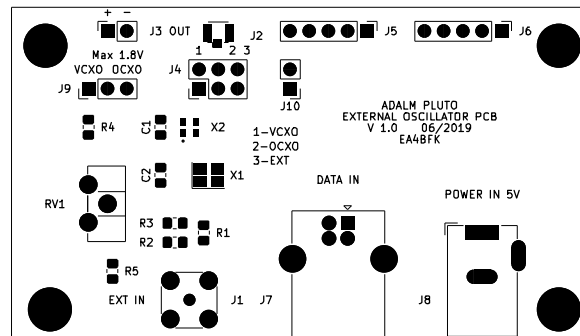 + -
J3 OUT
J2
J5
J6
Max 1.8V
VCXO OCXO
1 2 3
J4
J9
J10
ADALM PLUTO
EXTERNAL OSCILLATOR PCB
V 1.0 06/2019
EA4BFK
R4
C1
X2
1-VCXO
2-OCXO
3-EXT
C2
X1
DATA IN
POWER IN 5V
RV1
R3
R2
R1
R5
EXT IN
J1
J7
J8